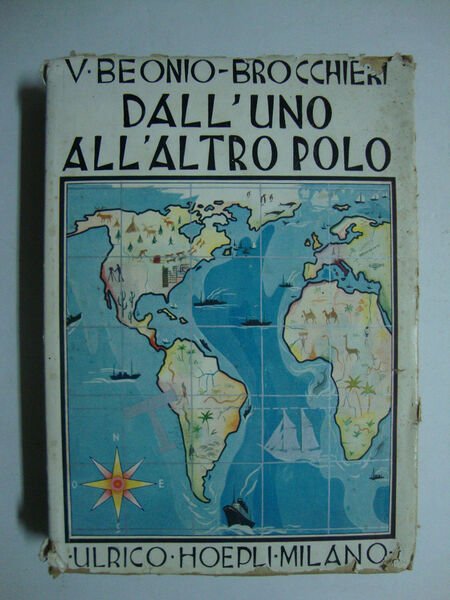 V·BEONIO-BROCCHIERI
DALL'UNO
ALL'ALTRO POLO
N
O E
·ULRICO·HOEPLI·MILANO·